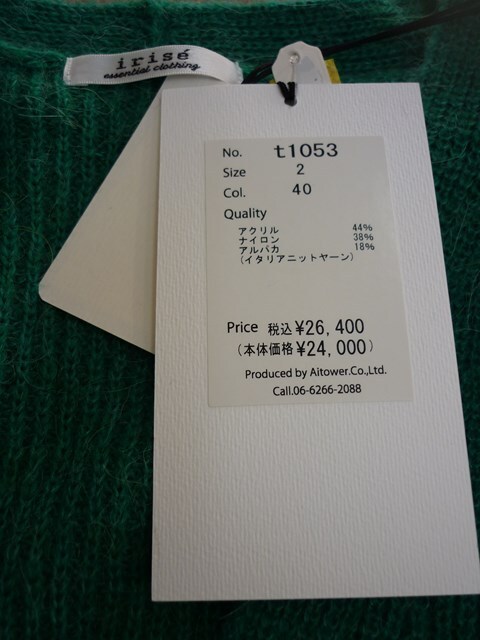 irisé
essential clothing
No. t1053
Size 2
Col. 40
Quality
アクリル 44%
ナイロン 38%
アルパカ 18%
(イタリアニットヤーン)
Price 税込 ¥26,400
(本体価格 ¥24,000)
Produced by Aitower.Co.,Ltd.
Call.06-6266-2088